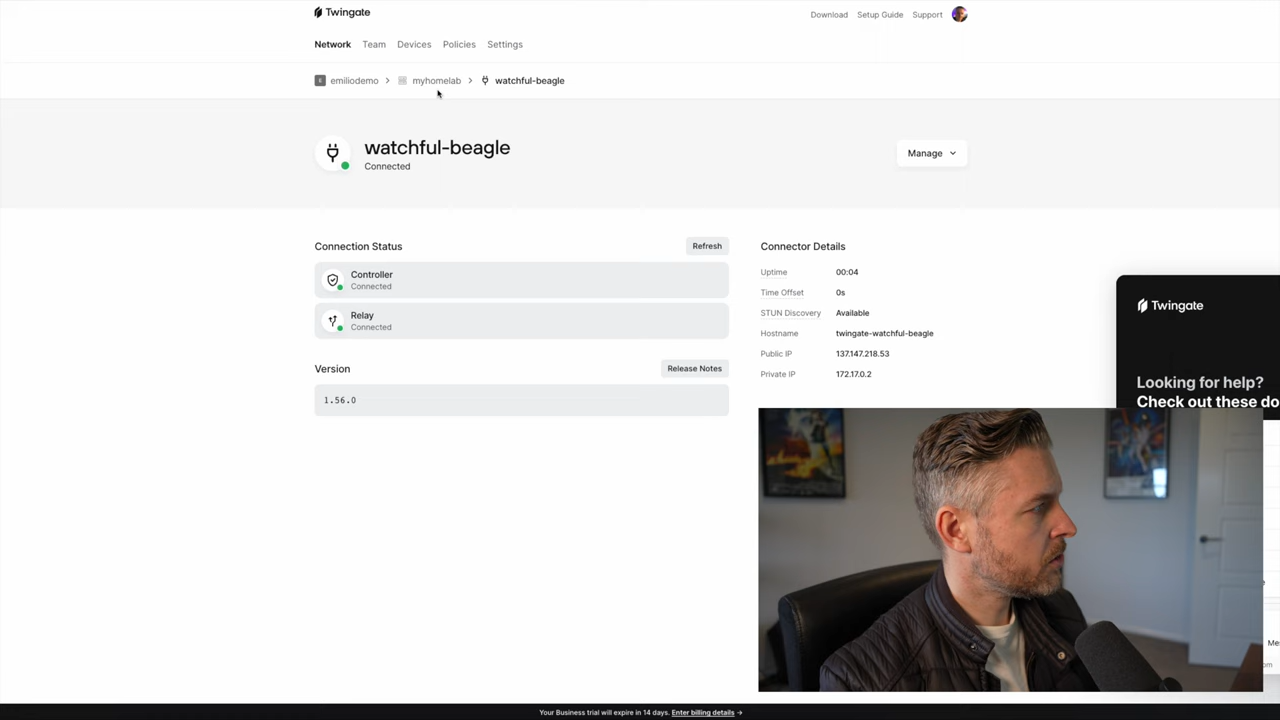 Twingate
Download Setup Guide Support
Network Team Devices Policies Settings
E emiliodemo > myhomelab > watchful-beagle
watchful-beagle
Connected
Manage
Connection Status
Refresh
Controller
Connected
Relay
Connected
Version
Release Notes
1.56.0
Connector Details
Uptime 00:04
Time Offset 0s
STUN Discovery Available
Hostname twingate-watchful-beagle
Public IP 137.147.218.53
Private IP 172.17.0.2
Twingate
Looking for help?
Check out these do
Your Business trial will expire in 14 days. Enter billing details →